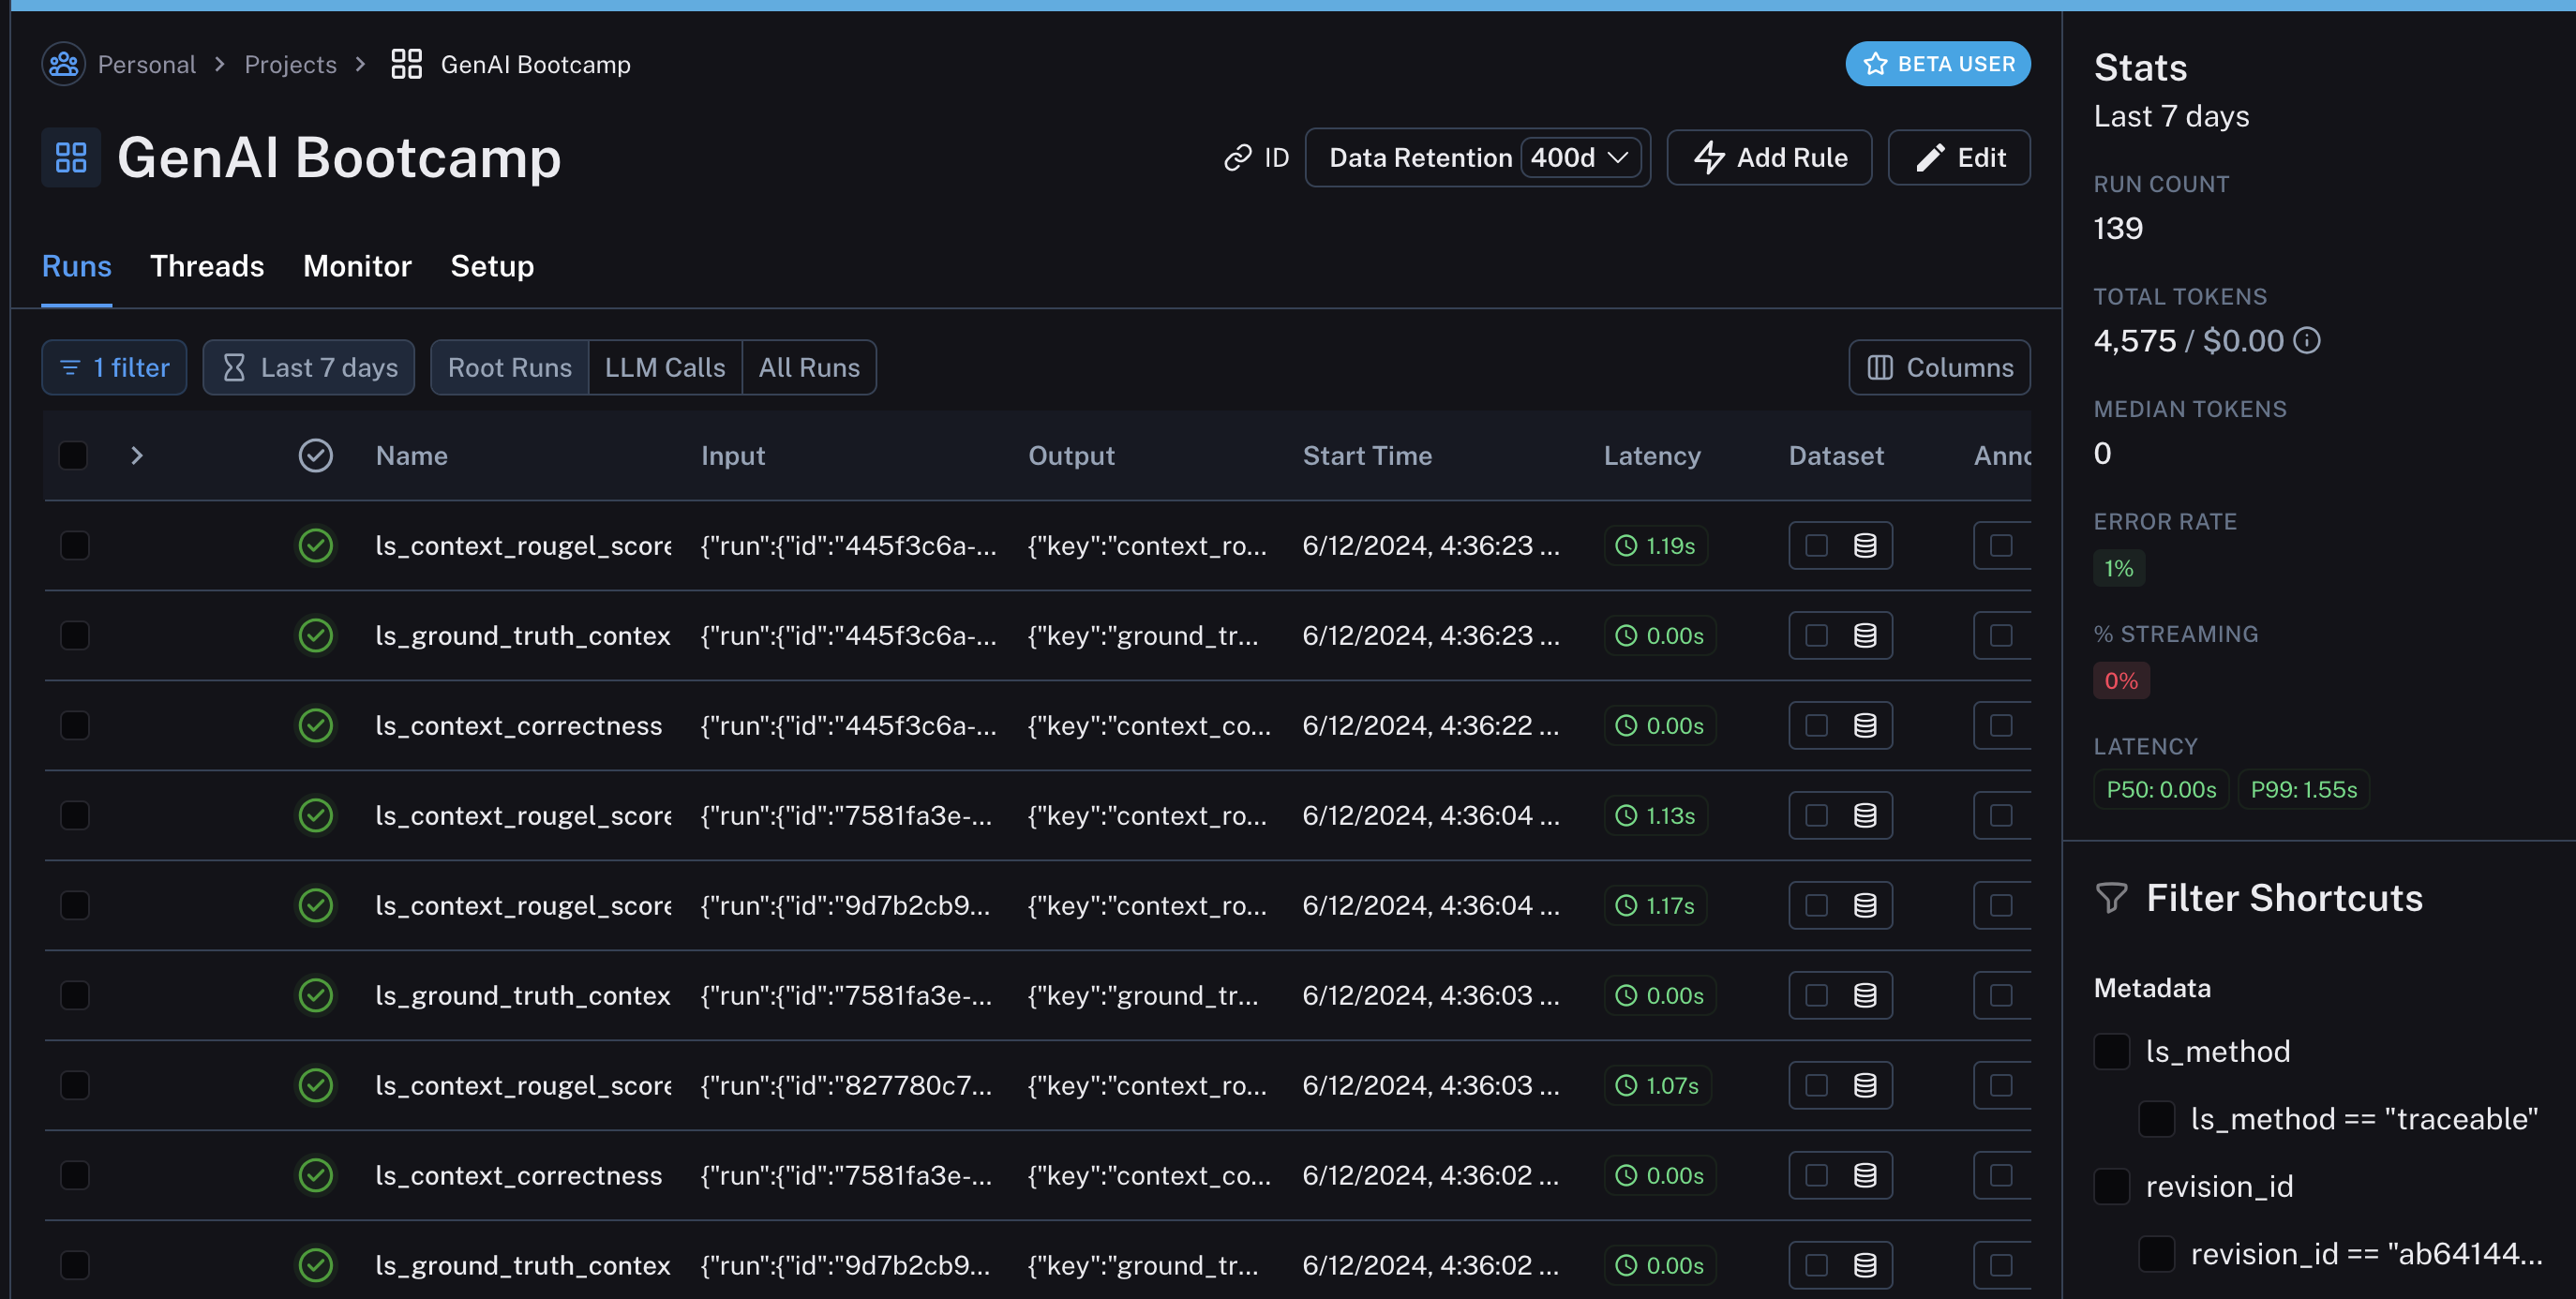 Personal > Projects > GenAI Bootcamp
BETA USER
GenAI Bootcamp
ID
Data Retention 400d
Add Rule
Edit
Runs Threads Monitor Setup
1 filter Last 7 days Root Runs LLM Calls All Runs Columns
Name Input Output Start Time Latency Dataset Anno
ls_context_rougel_score {"run":{"id":"445f3c6a-... {"key":"context_ro... 6/12/2024, 4:36:23 ... 1.19s
ls_ground_truth_contex {"run":{"id":"445f3c6a-... {"key":"ground_tr... 6/12/2024, 4:36:23 ... 0.00s
ls_context_correctness {"run":{"id":"445f3c6a-... {"key":"context_co... 6/12/2024, 4:36:22 ... 0.00s
ls_context_rougel_score {"run":{"id":"7581fa3e-... {"key":"context_ro... 6/12/2024, 4:36:04 ... 1.13s
ls_context_rougel_score {"run":{"id":"9d7b2cb9... {"key":"context_ro... 6/12/2024, 4:36:04 ... 1.17s
ls_ground_truth_contex {"run":{"id":"7581fa3e-... {"key":"ground_tr... 6/12/2024, 4:36:03 ... 0.00s
ls_context_rougel_score {"run":{"id":"827780c7... {"key":"context_ro... 6/12/2024, 4:36:03 ... 1.07s
ls_context_correctness {"run":{"id":"7581fa3e-... {"key":"context_co... 6/12/2024, 4:36:02 ... 0.00s
ls_ground_truth_contex {"run":{"id":"9d7b2cb9... {"key":"ground_tr... 6/12/2024, 4:36:02 ... 0.00s
Stats
Last 7 days
RUN COUNT
139
TOTAL TOKENS
4,575 / $0.00
MEDIAN TOKENS
0
ERROR RATE
1%
% STREAMING
0%
LATENCY
P50: 0.00s P99: 1.55s
Filter Shortcuts
Metadata
ls_method
ls_method == "traceable"
revision_id
revision_id == "ab64144...